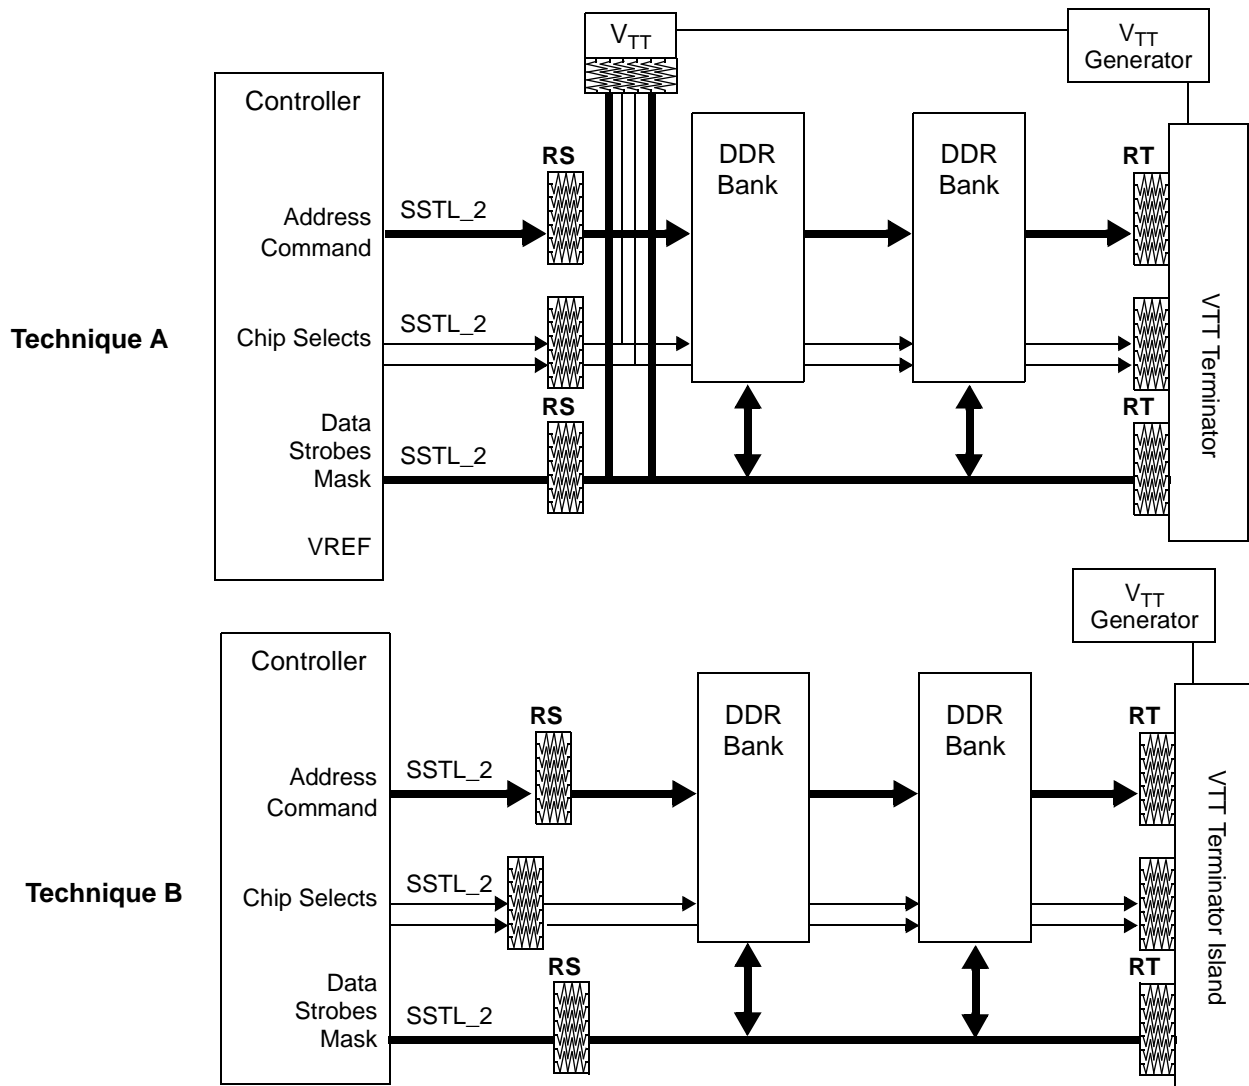 VTT
VTT
Generator
Controller
RS
DDR
Bank
DDR
Bank
RT
Address
Command
SSTL_2
Technique A
Chip Selects
SSTL_2
VTT Terminator
RS
RT
Data
Strobes
Mask
SSTL_2
VREF
VTT
Generator
Controller
RS
DDR
Bank
DDR
Bank
RT
Address
Command
SSTL_2
Technique B
Chip Selects
SSTL_2
VTT Terminator Island
RS
RT
Data
Strobes
Mask
SSTL_2